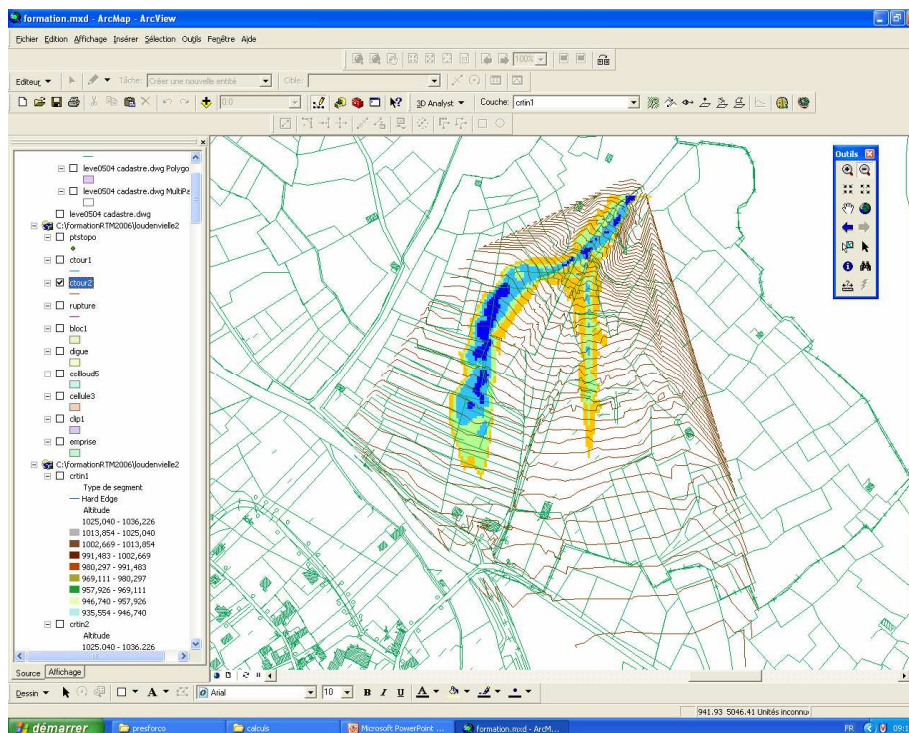 formation.mxd - ArcMap - ArcView
Fichier Edition Affichage Insérer Sélection Outils Fenêtre Aide
100%
Editeur Tâche: Créer une nouvelle entité Cible:
0.0 3D Analyst Couche: crtin1
leve0504 cadastre.dwg Polygo
leve0504 cadastre.dwg MultiPa
leve0504 cadastre.dwg
C:\formationRTM2006\loudenvielle2
ptstopo
ctour1
ctour2
rupture
bloc1
digue
cellloud5
cellule3
clip1
emprise
C:\formationRTM2006\loudenvielle2
crtin1
Type de segment
Hard Edge
Altitude
1025,040 - 1036,226
1013,854 - 1025,040
1002,669 - 1013,854
991,483 - 1002,669
980,297 - 991,483
969,111 - 980,297
957,926 - 969,111
946,740 - 957,926
935,554 - 946,740
crtin2
Altitude
1025,040 - 1036,226
Outils
Source Affichage
Dessin A Arial 10 B I U A
941.93 5046.41 Unités inconnu
démarrer presforco calculs Microsoft PowerPoint ... formation.mxd - ArcM... FR 09:1